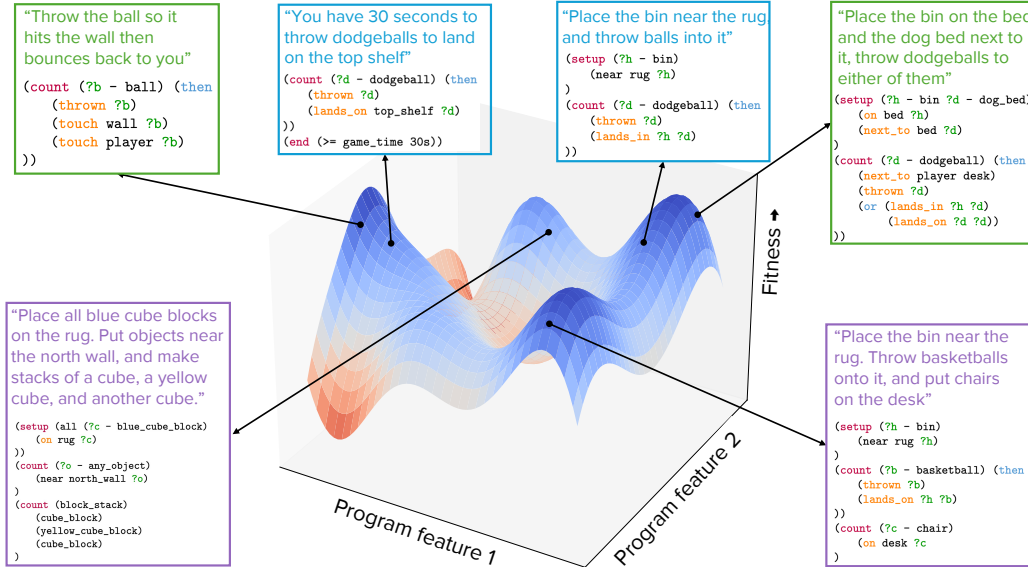 “Throw the ball so it
hits the wall then
bounces back to you”
(count (?b - ball) (then
(thrown ?b)
(touch wall ?b)
(touch player ?b)
))
“You have 30 seconds to
throw dodgeballs to land
on the top shelf”
(count (?d - dodgeball) (then
(thrown ?d)
(lands_on top_shelf ?d)
))
(end (>= game_time 30s))
“Place the bin near the rug,
and throw balls into it”
(setup (?h - bin)
(near rug ?h)
)
(count (?d - dodgeball) (then
(thrown ?d)
(lands_in ?h ?d)
))
“Place the bin on the bed
and the dog bed next to
it, throw dodgeballs to
either of them”
(setup (?h - bin ?d - dog_bed)
(on bed ?h)
(next_to bed ?d)
)
(count (?d - dodgeball) (then
(next_to player desk)
(thrown ?d)
(or (lands_in ?h ?d)
(lands_on ?d ?d))
))
Fitness
“Place all blue cube blocks
on the rug. Put objects near
the north wall, and make
stacks of a cube, a yellow
cube, and another cube.”
(setup (all (?c - blue_cube_block)
(on rug ?c)
))
(count (?o - any_object)
(near north_wall ?o)
)
(count (block_stack)
(cube_block)
(yellow_cube_block)
(cube_block)
)
Program feature 1
Program feature 2
“Place the bin near the
rug. Throw basketballs
onto it, and put chairs
on the desk”
(setup (?h - bin)
(near rug ?h)
)
(count (?b - basketball) (then
(thrown ?b)
(lands_on ?h ?b)
))
(count (?c - chair)
(on desk ?c
)